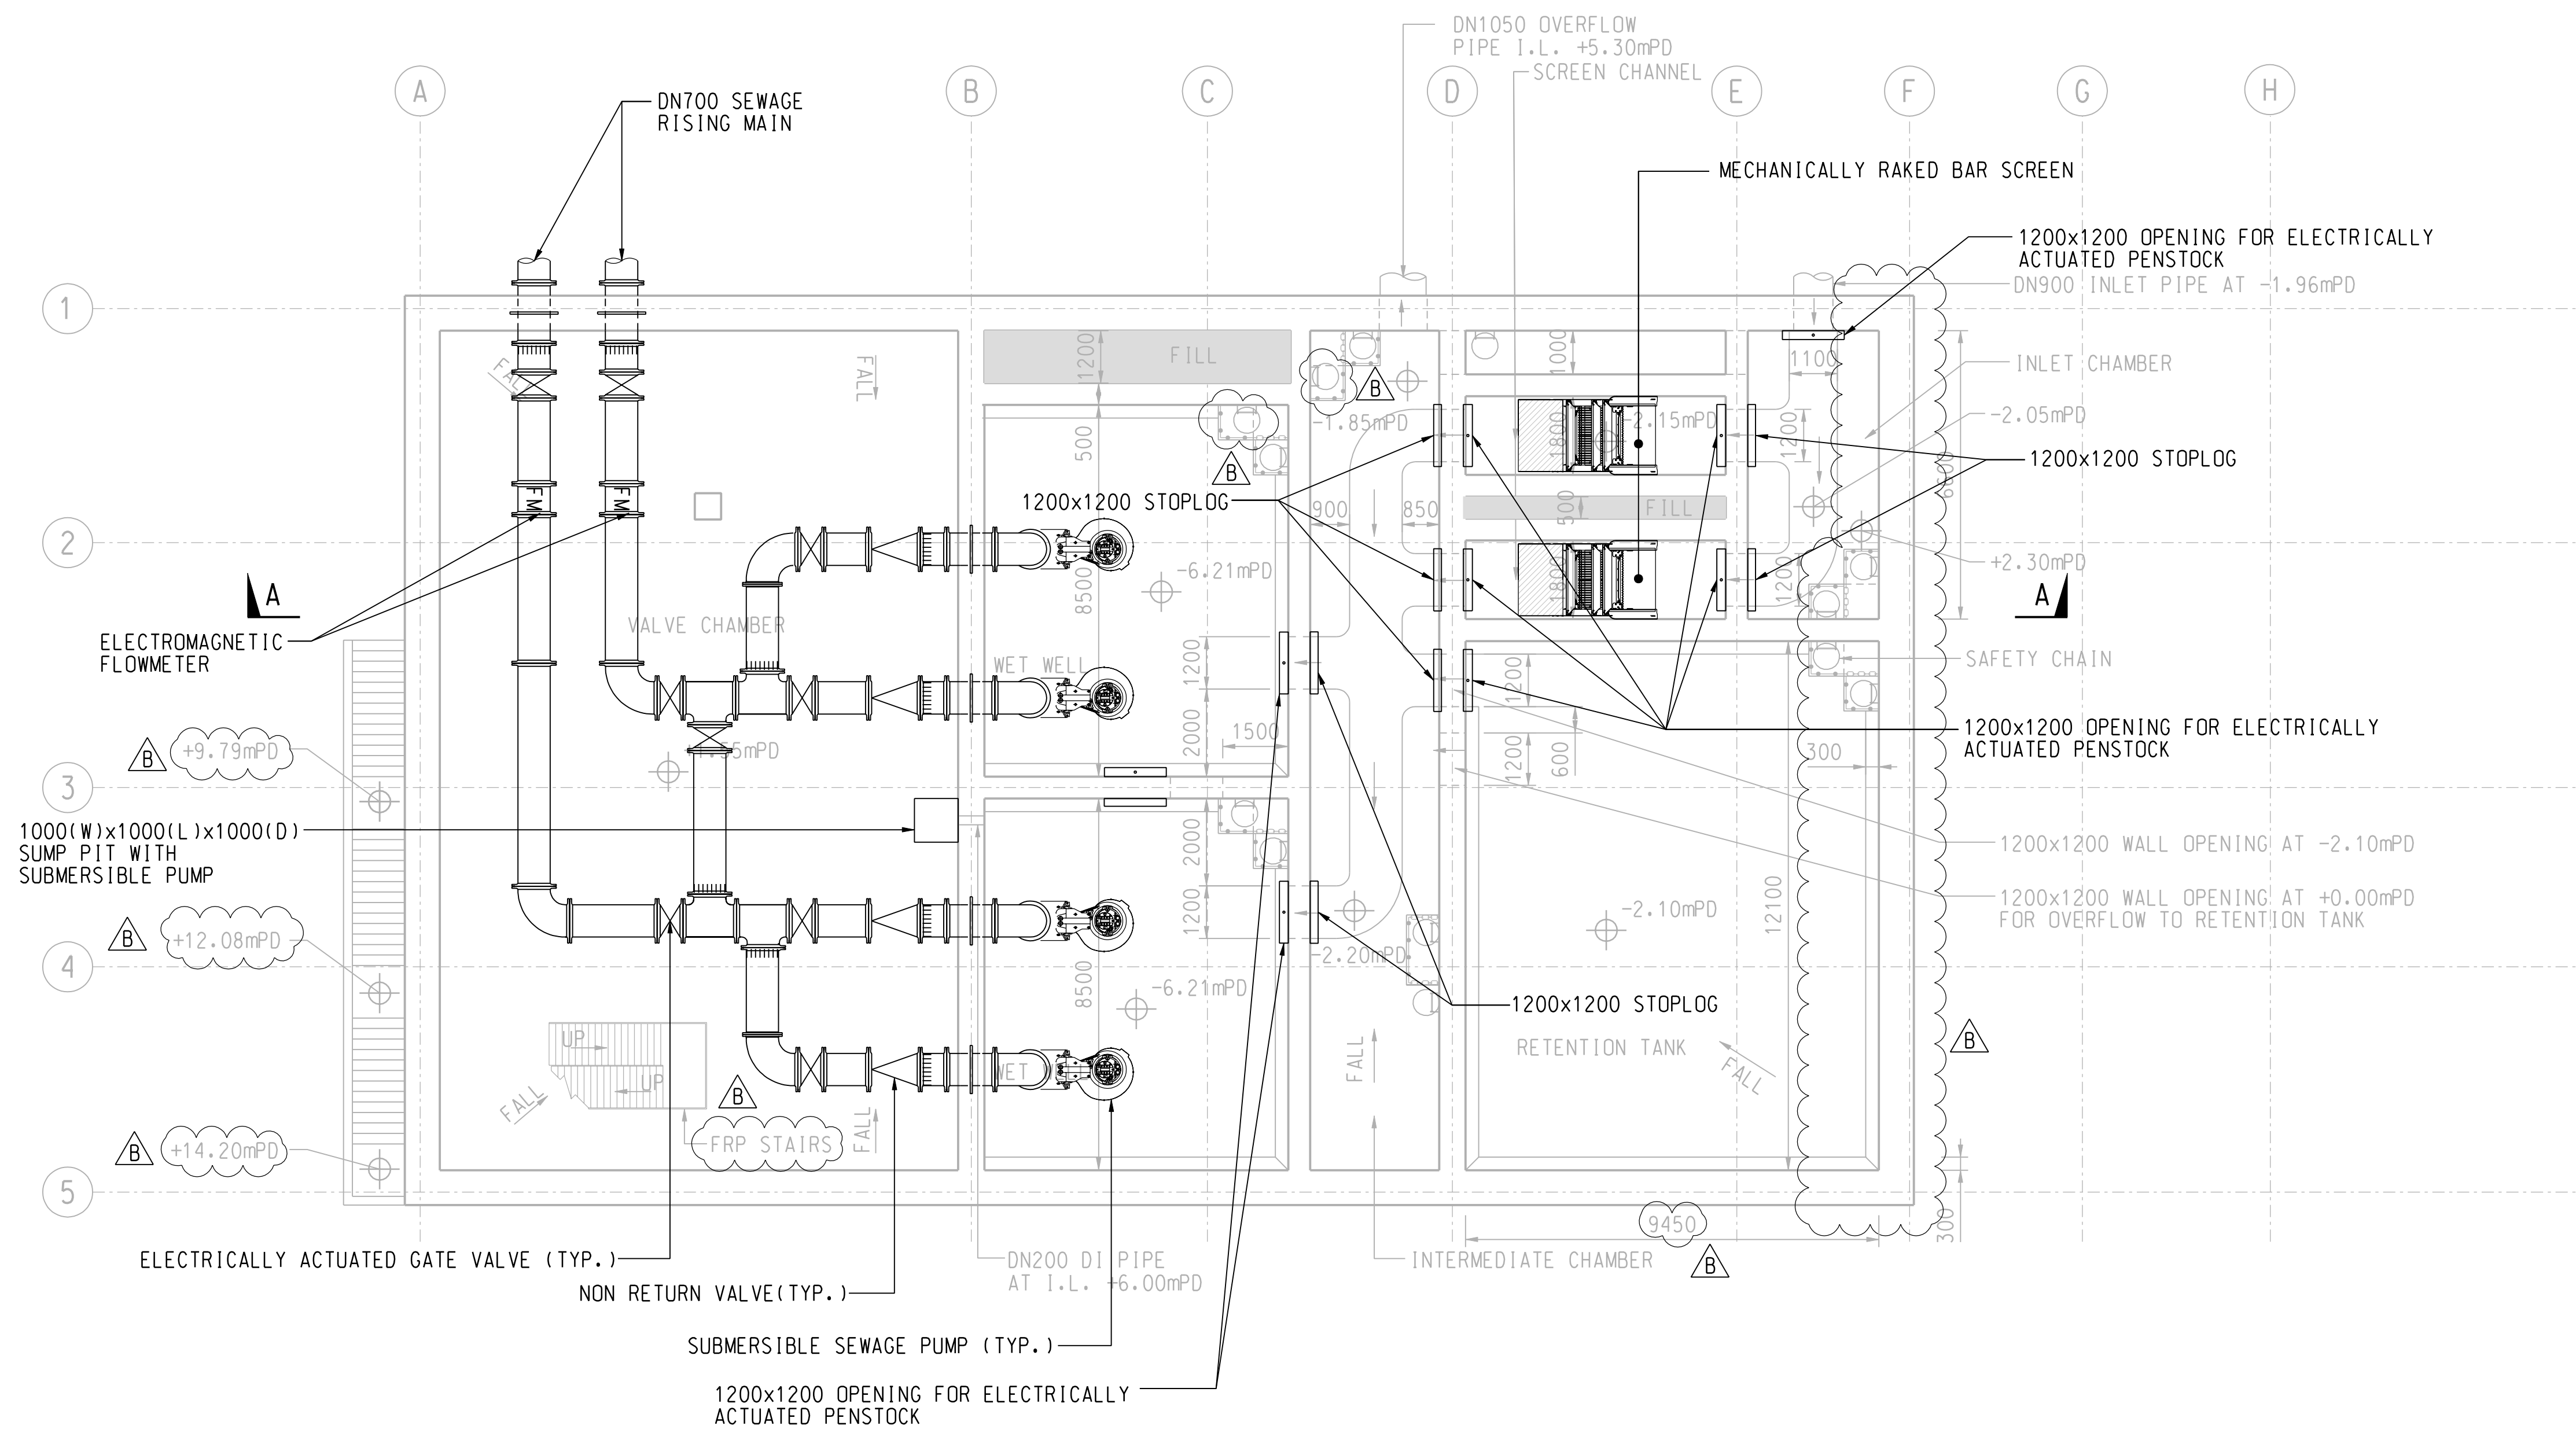 DN1050 OVERFLOW
PIPE I.L. +5.30mPD
SCREEN CHANNEL
A
B
C
D
E
F
G
H
DN700 SEWAGE
RISING MAIN
MECHANICALLY RAKED BAR SCREEN
1200x1200 OPENING FOR ELECTRICALLY
ACTUATED PENSTOCK
DN900 INLET PIPE AT -1.96mPD
1
FALL
FALL
1200
FILL
1000
1100
INLET CHAMBER
B
-1.85mPD
1800
-2.15mPD
1200
-2.05mPD
500
B
1200x1200 STOPLOG
FM
FM
1200x1200 STOPLOG
900
850
500
FILL
6600
2
-6.21mPD
8500
1800
1200
+2.30mPD
A
A
ELECTROMAGNETIC
FLOWMETER
VALVE CHAMBER
WET WELL
1200
1200
SAFETY CHAIN
1200x1200 OPENING FOR ELECTRICALLY
ACTUATED PENSTOCK
B
+9.79mPD
1500
2000
1200
600
300
3
1000(W)x1000(L)x1000(D)
SUMP PIT WITH
SUBMERSIBLE PUMP
2000
1200x1200 WALL OPENING AT -2.10mPD
1200
12100
-2.10mPD
1200x1200 WALL OPENING AT +0.00mPD
FOR OVERFLOW TO RETENTION TANK
B
+12.08mPD
4
-2.20mPD
8500
-6.21mPD
1200x1200 STOPLOG
UP
UP
FALL
B
FALL
RETENTION TANK
FALL
B
WET
FALL
FRP STAIRS
B
+14.20mPD
5
9450
300
ELECTRICALLY ACTUATED GATE VALVE (TYP.)
DN200 DI PIPE
AT I.L. +6.00mPD
INTERMEDIATE CHAMBER
B
NON RETURN VALVE(TYP.)
SUBMERSIBLE SEWAGE PUMP (TYP.)
1200x1200 OPENING FOR ELECTRICALLY
ACTUATED PENSTOCK